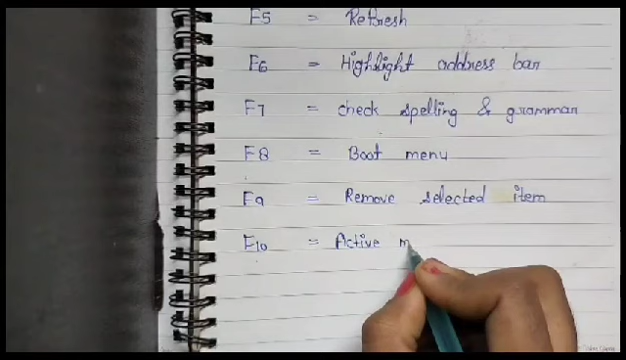 F5 = Refresh
F6 = Highlight address bar
F7 = check spelling & grammar
F8 = Boot menu
F9 = Remove selected item
F10 = Active m